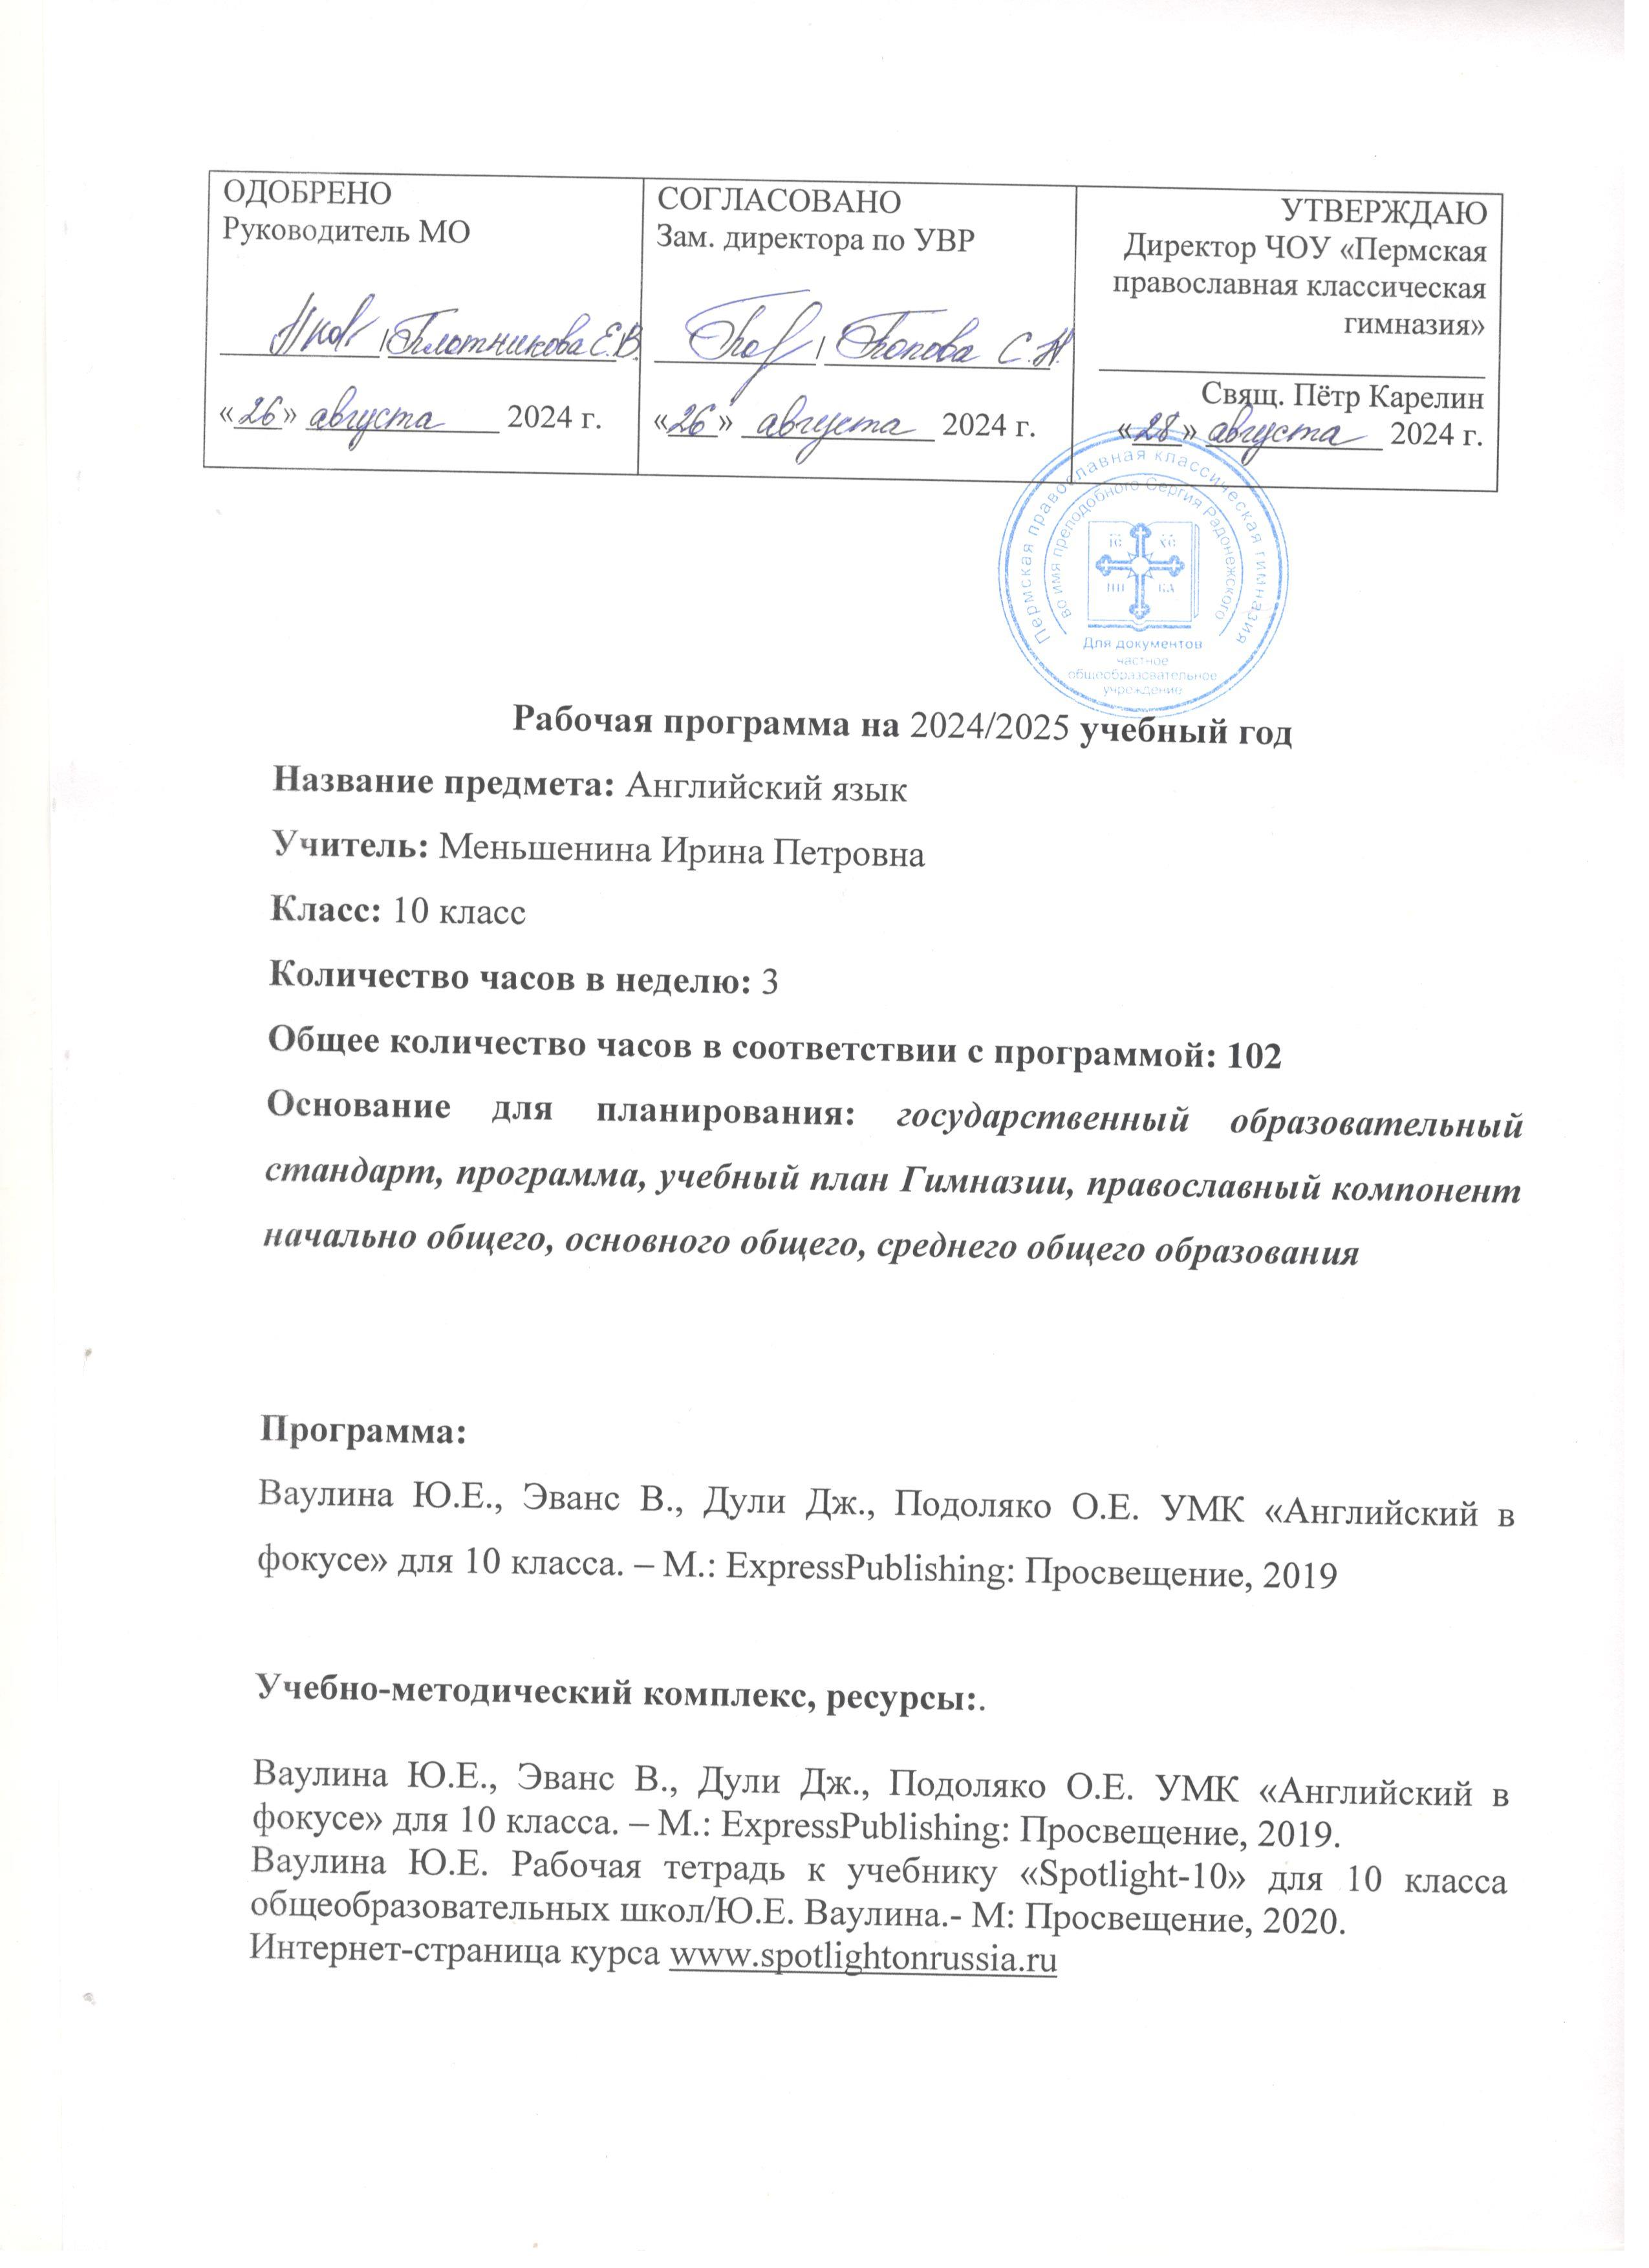 ОДОБРЕНО
Руководитель МО
/ Плотникова Е.В.
«26» августа 2024 г.
СОГЛАСОВАНО
Зам. директора по УВР
/ Попова С.Н.
«26» августа 2024 г.
УТВЕРЖДАЮ
Директор ЧОУ «Пермская
православная классическая
гимназия»
Свящ. Пётр Карелин
«28» августа 2024 г.
Пермская православная классическая гимназия
во имя преподобного Сергия Радонежского
Для документов
частное
общеобразовательное
учреждение
Рабочая программа на 2024/2025 учебный год
Название предмета: Английский язык
Учитель: Меньшенина Ирина Петровна
Класс: 10 класс
Количество часов в неделю: 3
Общее количество часов в соответствии с программой: 102
Основание для планирования: государственный образовательный
стандарт, программа, учебный план Гимназии, православный компонент
начально общего, основного общего, среднего общего образования
Программа:
Ваулина Ю.Е., Эванс В., Дули Дж., Подоляко О.Е. УМК «Английский в
фокусе» для 10 класса. – М.: ExpressPublishing: Просвещение, 2019
Учебно-методический комплекс, ресурсы:.
Ваулина Ю.Е., Эванс В., Дули Дж., Подоляко О.Е. УМК «Английский в
фокусе» для 10 класса. – М.: ExpressPublishing: Просвещение, 2019.
Ваулина Ю.Е. Рабочая тетрадь к учебнику «Spotlight-10» для 10 класса
общеобразовательных школ/Ю.Е. Ваулина.- М: Просвещение, 2020.
Интернет-страница курса www.spotlightonrussia.ru